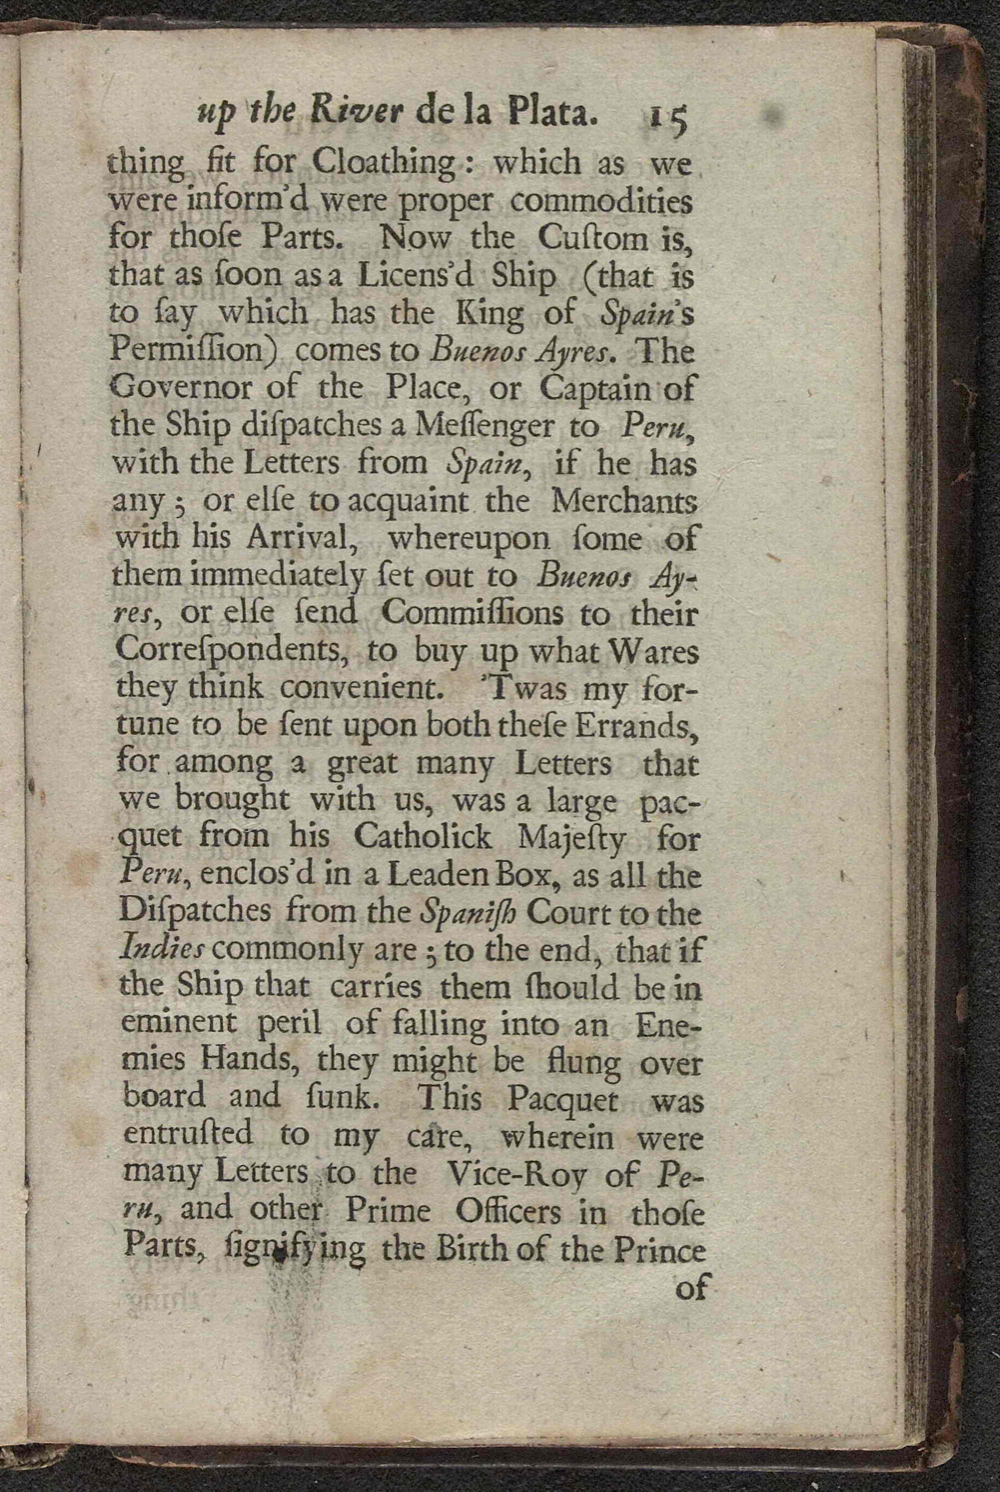 up the River de la Plata. 15
thing fit for Cloathing: which as we
were inform'd were proper commodities
for thoſe Parts. Now the Cuſtom is,
that as ſoon as a Licens'd Ship (that is
to ſay which has the King of Spain's
Permiſſion) comes to Buenos Ayres. The
Governor of the Place, or Captain of
the Ship diſpatches a Meſſenger to Peru,
with the Letters from Spain, if he has
any; or elſe to acquaint the Merchants
with his Arrival, whereupon ſome of
them immediately ſet out to Buenos Ay-
res, or elſe ſend Commiſſions to their
Correſpondents, to buy up what Wares
they think convenient. 'Twas my for-
tune to be ſent upon both theſe Errands,
for among a great many Letters that
we brought with us, was a large pac-
quet from his Catholick Majeſty for
Peru, enclos'd in a Leaden Box, as all the
Diſpatches from the Spaniſh Court to the
Indies commonly are; to the end, that if
the Ship that carries them ſhould be in
eminent peril of falling into an Ene-
mies Hands, they might be flung over
board and ſunk. This Pacquet was
entruſted to my care, wherein were
many Letters to the Vice-Roy of Pe-
ru, and other Prime Officers in thoſe
Parts, ſignifying the Birth of the Prince
of